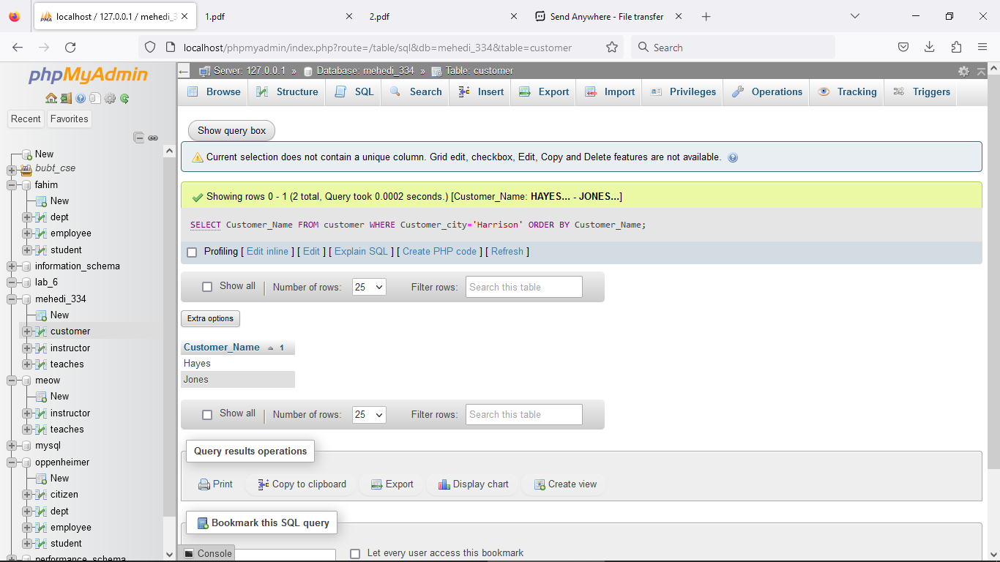 localhost / 127.0.0.1 / mehedi_3
1.pdf
2.pdf
Send Anywhere - File transfer
localhost/phpmyadmin/index.php?route=/table/sql&db=mehedi_334&table=customer
Search
phpMyAdmin
Recent
Favorites
New
bubt_cse
fahim
New
dept
employee
student
information_schema
lab_6
mehedi_334
New
customer
instructor
teaches
meow
New
instructor
teaches
mysql
oppenheimer
New
citizen
dept
employee
student
performance_schema
Server: 127.0.0.1 » Database: mehedi_334 » Table: customer
Browse
Structure
SQL
Search
Insert
Export
Import
Privileges
Operations
Tracking
Triggers
Show query box
Current selection does not contain a unique column. Grid edit, checkbox, Edit, Copy and Delete features are not available.
Showing rows 0 - 1 (2 total, Query took 0.0002 seconds.) [Customer_Name: HAYES... - JONES...]
SELECT Customer_Name FROM customer WHERE Customer_city='Harrison' ORDER BY Customer_Name;
Profiling [ Edit inline ] [ Edit ] [ Explain SQL ] [ Create PHP code ] [ Refresh ]
Show all | Number of rows: 25 Filter rows: Search this table
Extra options
Customer_Name 1
Hayes
Jones
Show all | Number of rows: 25 Filter rows: Search this table
Query results operations
Print
Copy to clipboard
Export
Display chart
Create view
Bookmark this SQL query
Console
Let every user access this bookmark